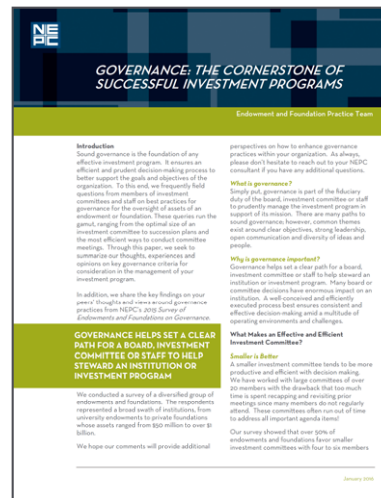 NE
PC
GOVERNANCE: THE CORNERSTONE OF
SUCCESSFUL INVESTMENT PROGRAMS
Endowment and Foundation Practice Team
Introduction
Sound governance is the foundation of any
effective investment program. It ensures an
efficient and prudent decision-making process to
better support the goals and objectives of the
organization. To this end, we frequently field
questions from members of investment
committees and staff on best practices for
governance for the oversight of assets of an
endowment or foundation. These queries run the
gamut, ranging from the optimal size of an
investment committee to succession plans and
the most efficient ways to conduct committee
meetings. Through this paper, we seek to
summarize our thoughts, experiences and
opinions on key governance criteria for
consideration in the management of your
investment program.
In addition, we share the key findings on your
peers' thoughts and views around governance
practices from NEPC's 2015 Survey of
Endowments and Foundations on Governance.
GOVERNANCE HELPS SET A CLEAR
PATH FOR A BOARD, INVESTMENT
COMMITTEE OR STAFF TO HELP
STEWARD AN INSTITUTION OR
INVESTMENT PROGRAM
We conducted a survey of a diversified group of
endowments and foundations. The respondents
represented a broad swath of institutions, from
university endowments to private foundations
whose assets ranged from $50 million to over $1
billion.
We hope our comments will provide additional
perspectives on how to enhance governance
practices within your organization. As always,
please don't hesitate to reach out to your NEPC
consultant if you have any additional questions.
What is governance?
Simply put, governance is part of the fiduciary
duty of the board, investment committee or staff
to prudently manage the investment program in
support of its mission. There are many paths to
sound governance; however, common themes
exist around clear objectives, strong leadership,
open communication and diversity of ideas and
people.
Why is governance important?
Governance helps set a clear path for a board,
investment committee or staff to help steward an
institution or investment program. Many board or
committee decisions have enormous impact on an
institution. A well-conceived and efficiently
executed process best ensures consistent and
effective decision making amid a multitude of
operating environments and challenges.
What Makes an Effective and Efficient
Investment Committee?
Smaller is Better
A smaller investment committee tends to be more
productive and efficient with decision making.
We have worked with large committees of over
20 members with the drawback that too much
time is spent recapping and revisiting prior
meetings since many members do not regularly
attend. These committees often run out of time
to address all important agenda items!
Our survey showed that over 50% of
endowments and foundations favor smaller
investment committees with four to six members
January 2016